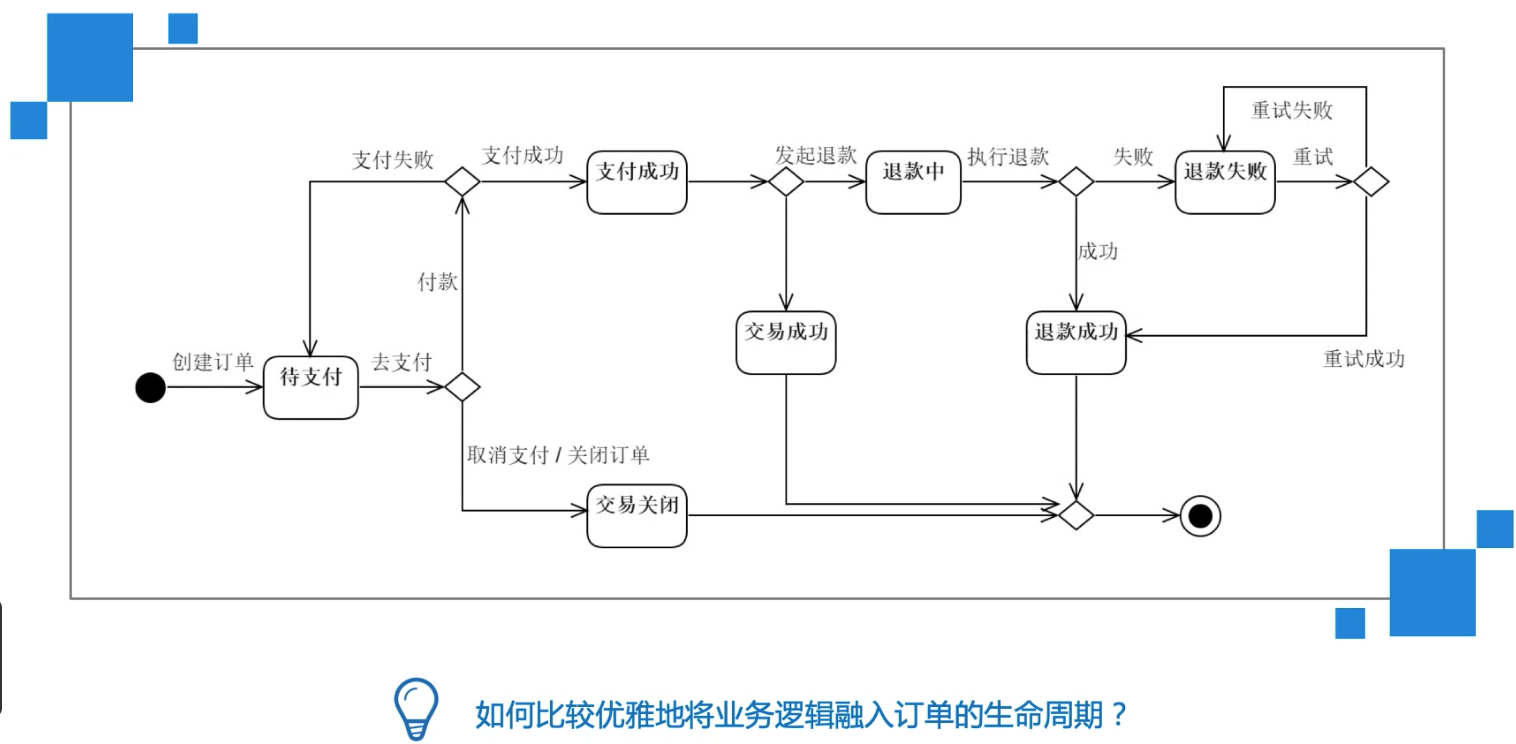 重试失败
支付失败
支付成功
支付成功
发起退款
退款中
执行退款
失败
退款失败
重试
成功
付款
交易成功
退款成功
创建订单
待支付
去支付
重试成功
取消支付 / 关闭订单
交易关闭
如何比较优雅地将业务逻辑融入订单的生命周期？